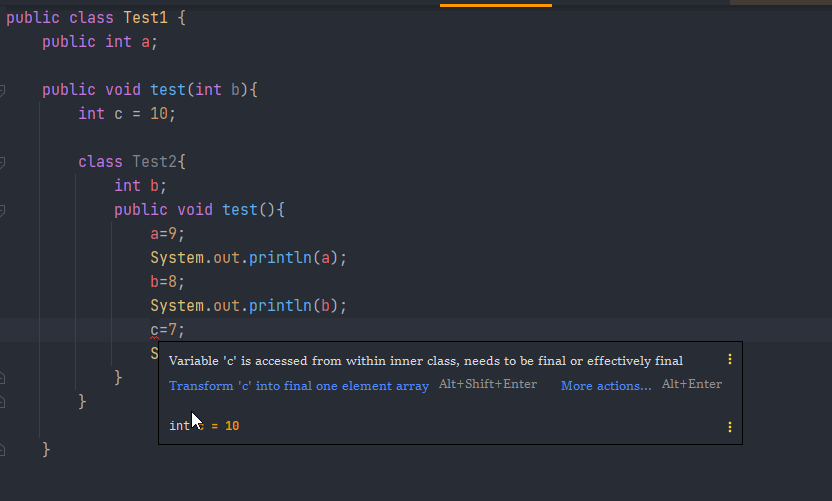 public class Test1 {
public int a;
public void test(int b){
int c = 10;
class Test2{
int b;
public void test(){
a=9;
System.out.println(a);
b=8;
System.out.println(b);
c=7;
S
Variable 'c' is accessed from within inner class, needs to be final or effectively final
Transform 'c' into final one element array Alt+Shift+Enter More actions... Alt+Enter
int c = 10
}
}
}